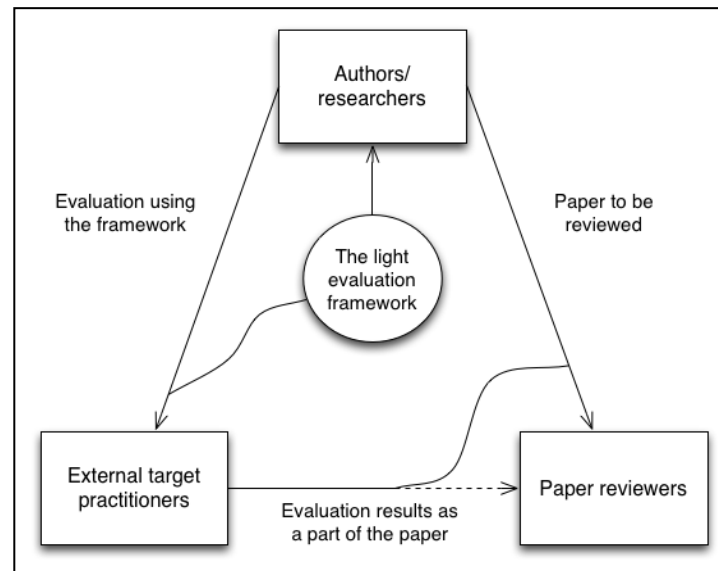 Authors/
researchers
Evaluation using
the framework
Paper to be
reviewed
The light
evaluation
framework
External target
practitioners
Paper reviewers
Evaluation results as
a part of the paper